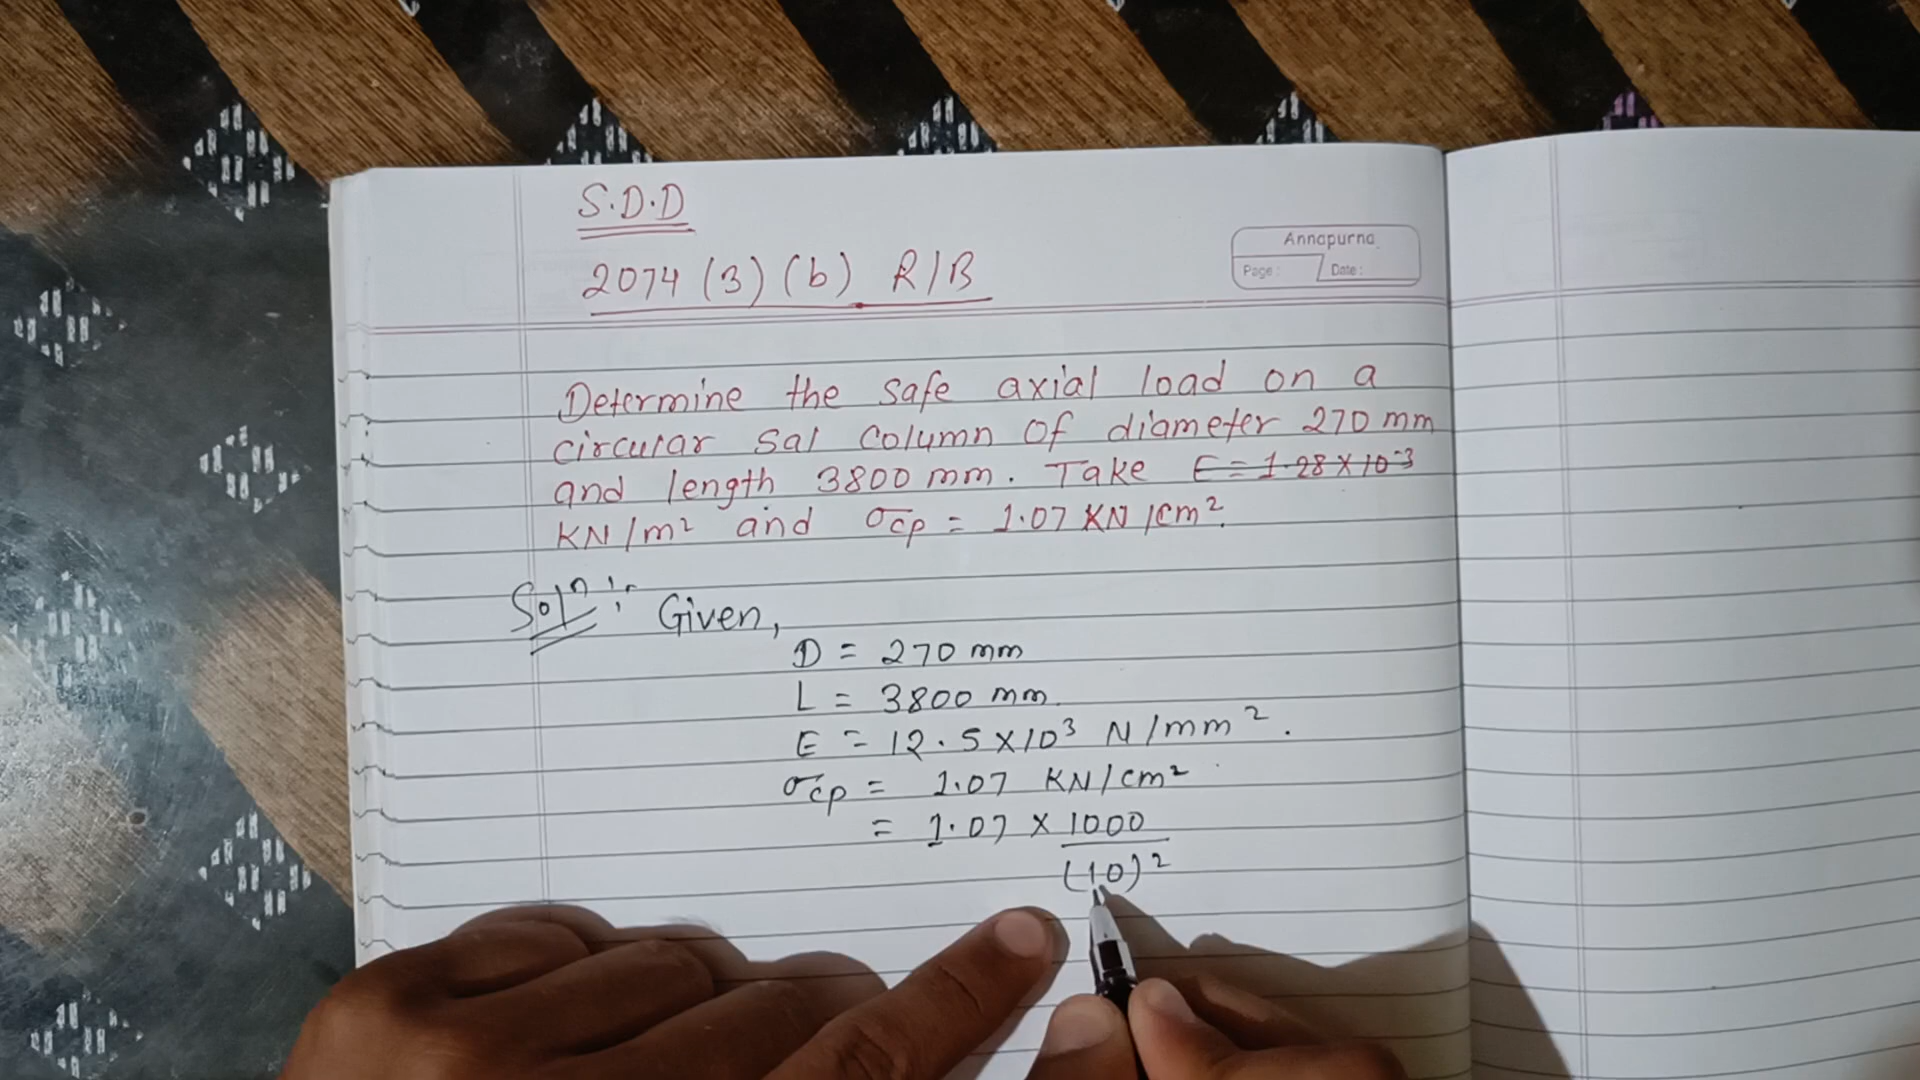 S.D.D
2074 (3) (b) R/B
Annapurna
Page: Date:
Determine the safe axial load on a
circular sal column of diameter 270 mm
and length 3800 mm. Take E = 1.28 × 10⁻³
KN/m² and σcp = 1.07 KN/cm².
Solⁿ:- Given,
D = 270 mm
L = 3800 mm.
E = 12.5 × 10³ N/mm².
σcp = 1.07 KN/cm²
= 1.07 × 1000
(10)²